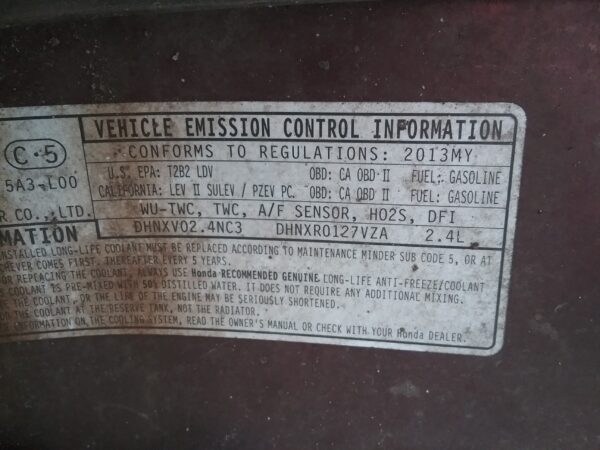 C·5
5A3-L00
R CO., LTD.
VEHICLE EMISSION CONTROL INFORMATION
CONFORMS TO REGULATIONS: 2013MY
U.S. EPA: T2B2 LDV OBD: CA OBD II FUEL: GASOLINE
CALIFORNIA: LEV II SULEV / PZEV PC. OBD: CA OBD II FUEL: GASOLINE
WU-TWC, TWC, A/F SENSOR, HO2S, DFI
DHNXV02.4NC3 DHNXR0127VZA 2.4L
MATION
INSTALLED LONG-LIFE COOLANT MUST BE REPLACED ACCORDING TO MAINTENANCE MINDER SUB CODE 5, OR AT
CHEVER COMES FIRST. THEREAFTER EVERY 5 YEARS.
OR REPLACING THE COOLANT, ALWAYS USE Honda RECOMMENDED GENUINE LONG-LIFE ANTI-FREEZE/COOLANT
COOLANT IS PRE-MIXED WITH 50% DISTILLED WATER. IT DOES NOT REQUIRE ANY ADDITIONAL MIXING.
THE COOLANT, OR THE LIFE OF THE ENGINE MAY BE SERIOUSLY SHORTENED.
THE COOLANT AT THE RESERVE TANK, NOT THE RADIATOR.
INFORMATION ON THE COOLING SYSTEM, READ THE OWNER'S MANUAL OR CHECK WITH YOUR Honda DEALER.